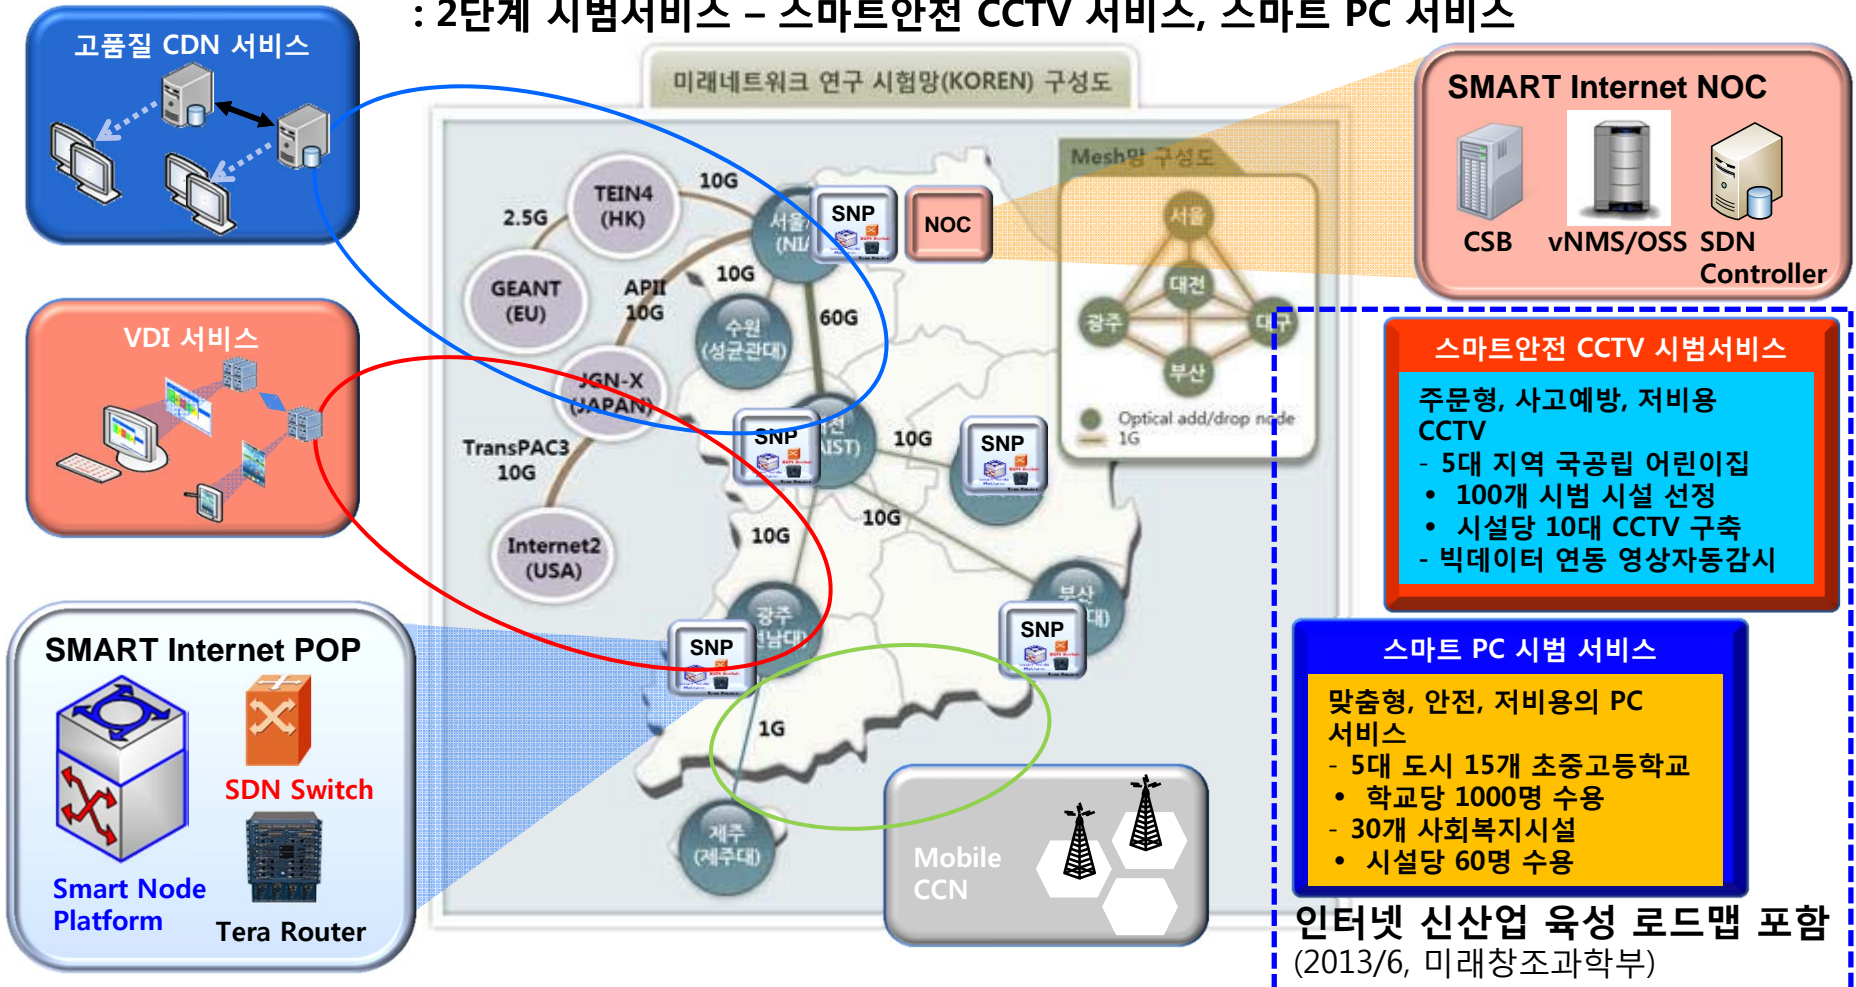 : 2단계 시범서비스 – 스마트안전 CCTV 서비스, 스마트 PC 서비스
고품질 CDN 서비스
미래네트워크 연구 시험망(KOREN) 구성도
SMART Internet NOC
CSB
vNMS/OSS
SDN
Controller
Mesh망 구성도
서울
대전
광주
대구
부산
Optical add/drop node
1G
TEIN4
(HK)
10G
2.5G
GEANT
(EU)
APII
10G
10G
수원
(성균관대)
60G
SNP
NOC
JGN-X
(JAPAN)
TransPAC3
10G
Internet2
(USA)
SNP
10G
SNP
10G
10G
광주
SNP
부산
SNP
1G
제주
(제주대)
VDI 서비스
SMART Internet POP
SDN Switch
Smart Node
Platform
Tera Router
Mobile
CCN
스마트안전 CCTV 시범서비스
주문형, 사고예방, 저비용
CCTV
- 5대 지역 국공립 어린이집
• 100개 시범 시설 선정
• 시설당 10대 CCTV 구축
- 빅데이터 연동 영상자동감시
스마트 PC 시범 서비스
맞춤형, 안전, 저비용의 PC
서비스
- 5대 도시 15개 초중고등학교
• 학교당 1000명 수용
- 30개 사회복지시설
• 시설당 60명 수용
인터넷 신산업 육성 로드맵 포함
(2013/6, 미래창조과학부)